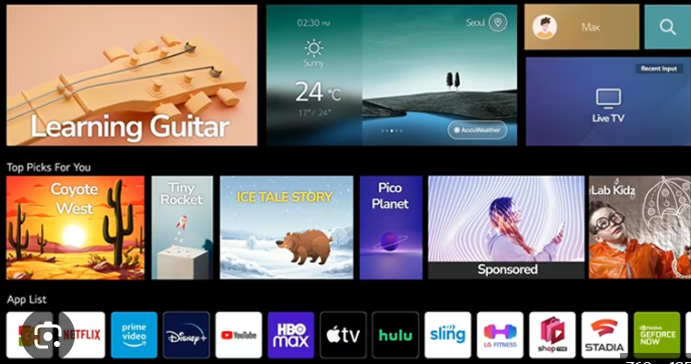 Learning Guitar
02:30 PM
Sunny
24 °C
17°/ 24°
Seoul
AccuWeather
Max
Recent Input
Live TV
Top Picks For You
Coyote
West
Tiny
Rocket
ICE TALE STORY
Pico
Planet
Sponsored
Lab Kidz
App List
NETFLIX
prime
video
Disney+
YouTube
HBO
max
tv
hulu
sling
LG FITNESS
shop
STADIA
NVIDIA
GEFORCE
NOW